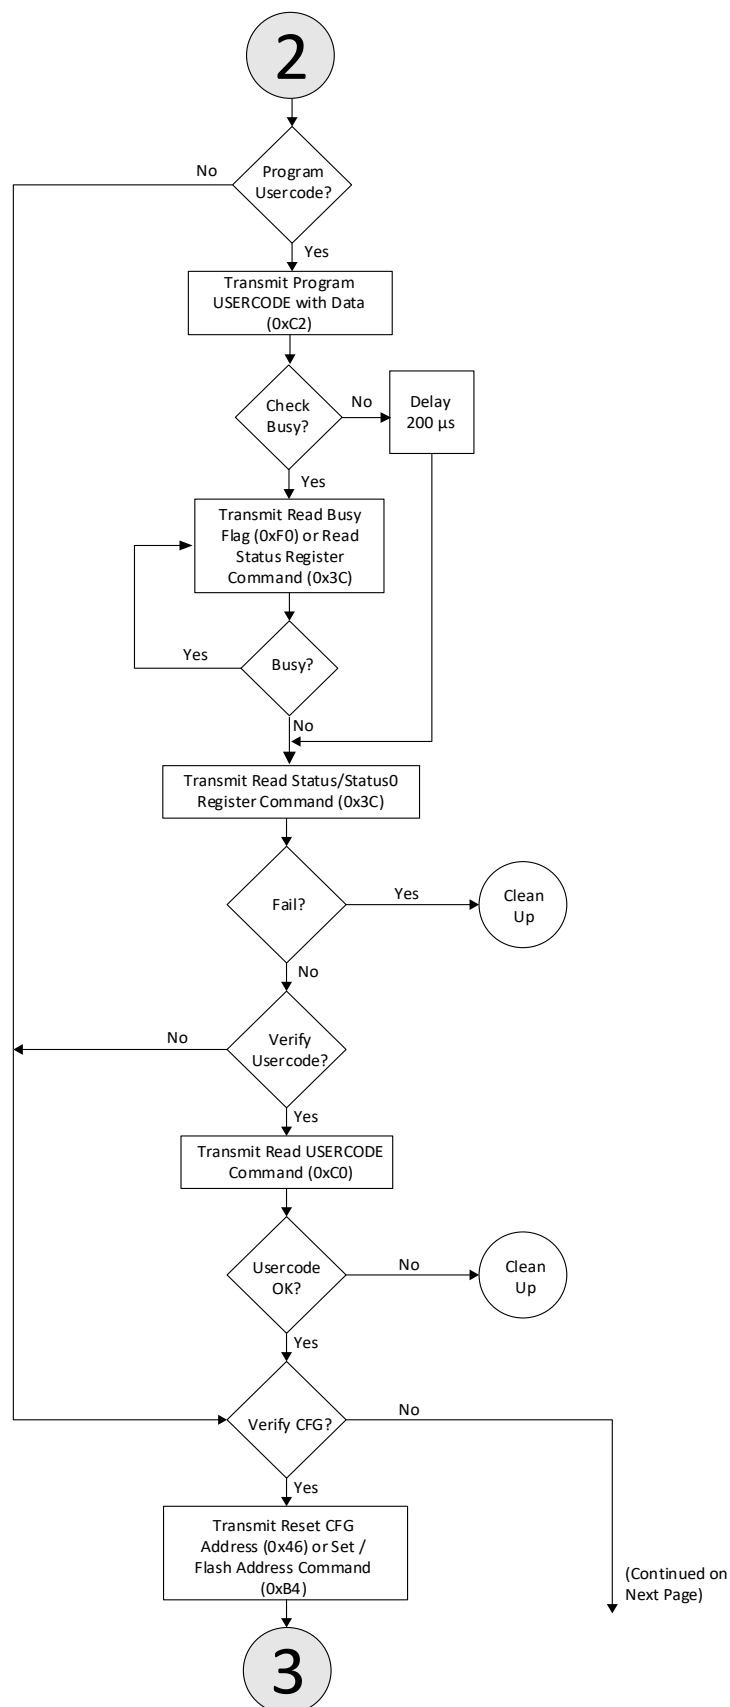 2
No
Program
Usercode?
Yes
Transmit Program
USERCODE with Data
(0xC2)
Check
Busy?
No
Delay
200 µs
Yes
Transmit Read Busy
Flag (0xF0) or Read
Status Register
Command (0x3C)
Yes
Busy?
No
Transmit Read Status/Status0
Register Command (0x3C)
Fail?
Yes
Clean
Up
No
No
Verify
Usercode?
Yes
Transmit Read USERCODE
Command (0xC0)
Usercode
OK?
No
Clean
Up
Yes
Verify CFG?
No
Yes
Transmit Reset CFG
Address (0x46) or Set /
Flash Address Command
(0xB4)
(Continued on
Next Page)
3